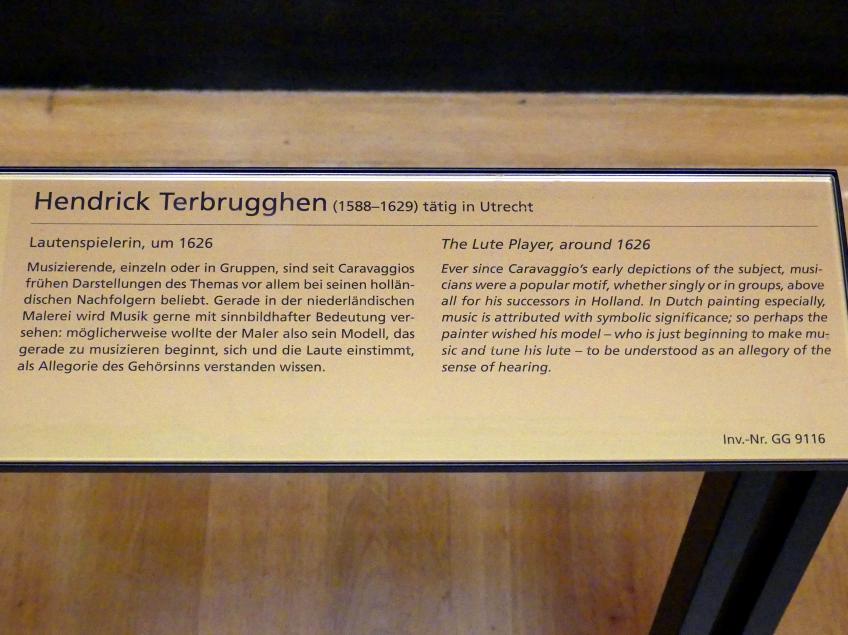 Hendrick Terbrugghen (1588–1629) tätig in Utrecht
Lautenspielerin, um 1626
Musizierende, einzeln oder in Gruppen, sind seit Caravaggios
frühen Darstellungen des Themas vor allem bei seinen hollän-
dischen Nachfolgern beliebt. Gerade in der niederländischen
Malerei wird Musik gerne mit sinnbildhafter Bedeutung ver-
sehen: möglicherweise wollte der Maler also sein Modell, das
gerade zu musizieren beginnt, sich und die Laute einstimmt,
als Allegorie des Gehörsinns verstanden wissen.
The Lute Player, around 1626
Ever since Caravaggio's early depictions of the subject, musi-
cians were a popular motif, whether singly or in groups, above
all for his successors in Holland. In Dutch painting especially,
music is attributed with symbolic significance; so perhaps the
painter wished his model – who is just beginning to make mu-
sic and tune his lute – to be understood as an allegory of the
sense of hearing.
Inv.-Nr. GG 9116